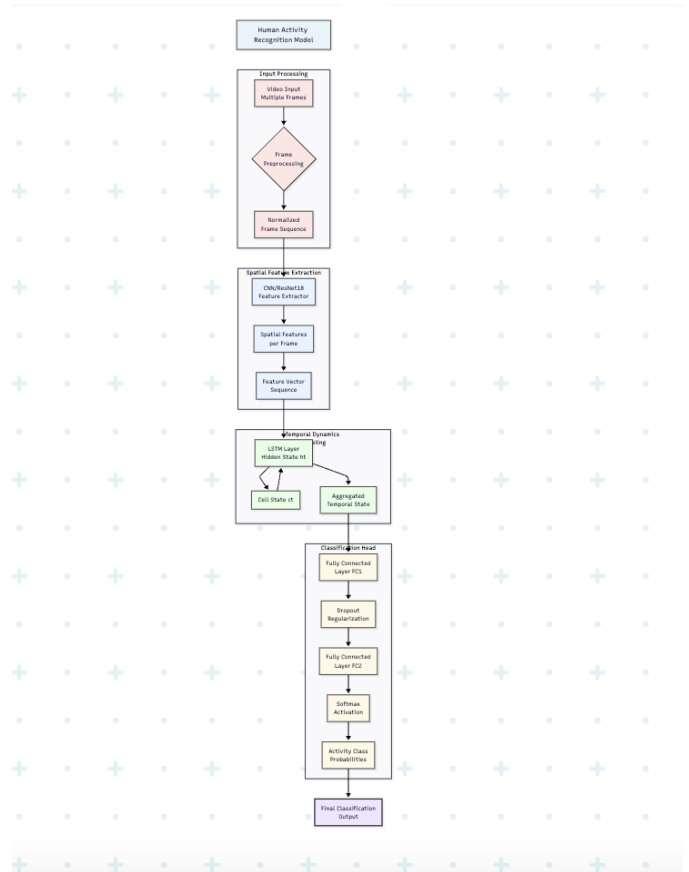 Human Activity
Recognition Model
Input Processing
Video Input
Multiple Frames
Frame
Preprocessing
Normalized
Frame Sequence
Spatial Feature Extraction
CNN/ResNet18
Feature Extractor
Spatial Features
per Frame
Feature Vector
Sequence
Temporal Dynamics
eling
LSTM Layer
Hidden State ht
Cell State ct
Aggregated
Temporal State
Classification Head
Fully Connected
Layer FC1
Dropout
Regularization
Fully Connected
Layer FC2
Softmax
Activation
Activity Class
Probabilities
Final Classification
Output